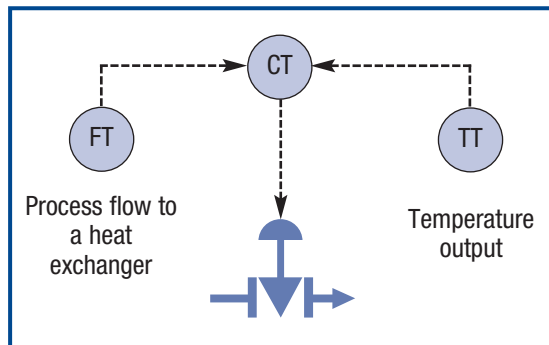 CT
FT
TT
Process flow to
a heat
exchanger
Temperature
output